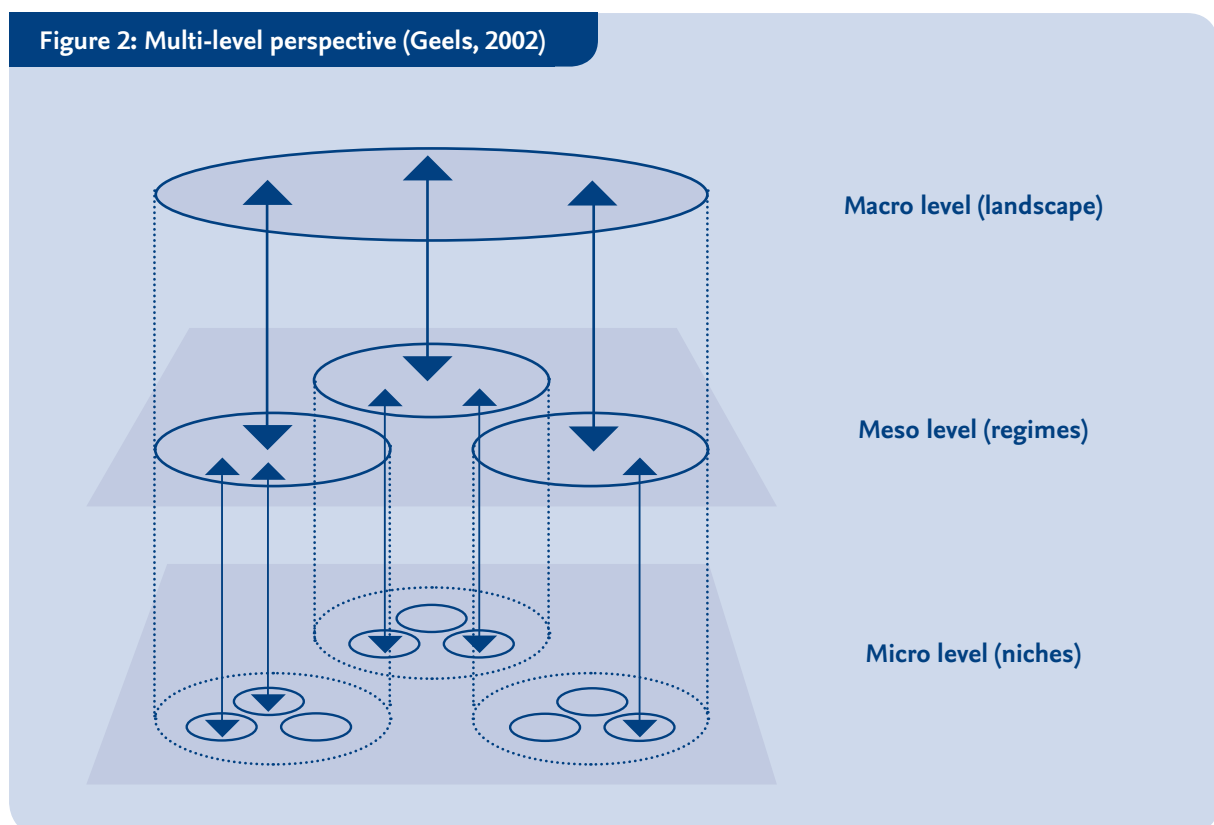 Figure 2: Multi-level perspective (Geels, 2002)
Macro level (landscape)
Meso level (regimes)
Micro level (niches)